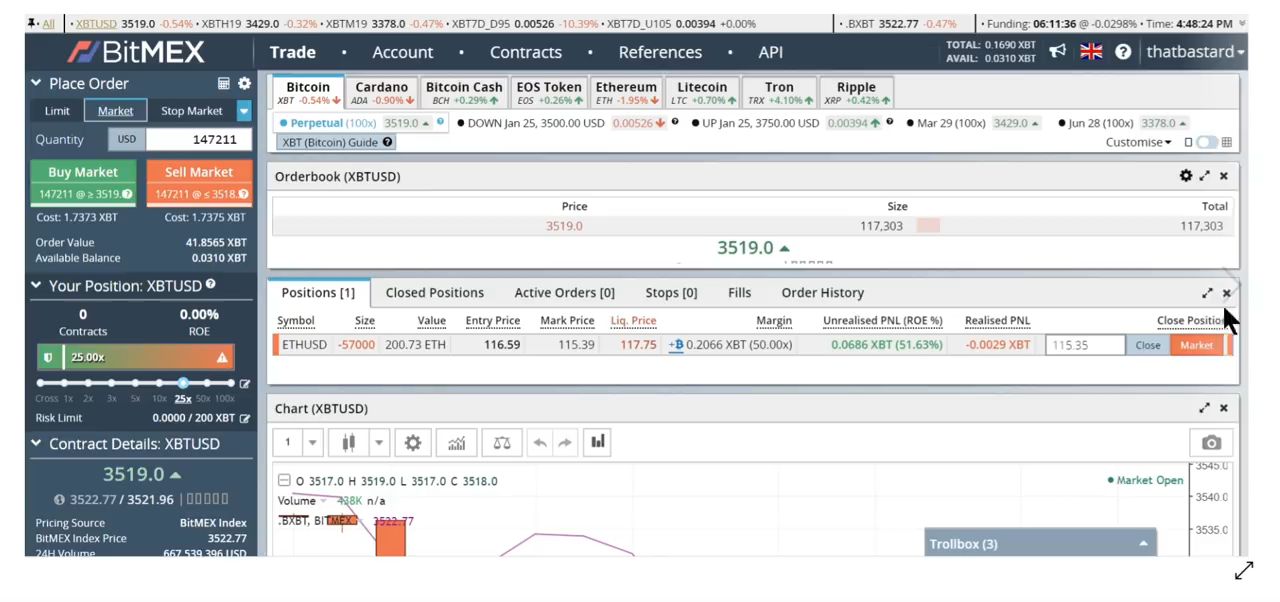 All · XBTUSD 3519.0 -0.54% · XBTH19 3429.0 -0.32% · XBTM19 3378.0 -0.47% · XBT7D_D95 0.00526 -10.39% · XBT7D_U105 0.00394 +0.00% · .BXBT 3522.77 -0.47% · Funding: 06:11:36 @ -0.0298% · Time: 4:48:24 PM
BitMEX Trade · Account · Contracts · References · API TOTAL: 0.1690 XBT
AVAIL: 0.0310 XBT ? thatbastard
Place Order
Limit Market Stop Market
Quantity USD 147211
Buy Market Sell Market
147211 @ ≥ 3519. 147211 @ ≤ 3518.
Cost: 1.7373 XBT Cost: 1.7375 XBT
Order Value 41.8565 XBT
Available Balance 0.0310 XBT
Your Position: XBTUSD ?
0 0.00%
Contracts ROE
25.00x
Cross 1x 2x 3x 5x 10x 25x 50x 100x
Risk Limit 0.0000 / 200 XBT
Contract Details: XBTUSD
3519.0
3522.77 / 3521.96
Pricing Source BitMEX Index
BitMEX Index Price 3522.77
24H Volume 667,539,396 USD
Bitcoin Cardano Bitcoin Cash EOS Token Ethereum Litecoin Tron Ripple
XBT -0.54% ADA -0.90% BCH +0.29% EOS +0.26% ETH -1.95% LTC +0.70% TRX +4.10% XRP +0.42%
Perpetual (100x) 3519.0 ? DOWN Jan 25, 3500.00 USD 0.00526 ? UP Jan 25, 3750.00 USD 0.00394 ? Mar 29 (100x) 3429.0 Jun 28 (100x) 3378.0
XBT (Bitcoin) Guide ? Customise
Orderbook (XBTUSD)
Price Size Total
3519.0 117,303 117,303
3519.0
Positions [1] Closed Positions Active Orders [0] Stops [0] Fills Order History
Symbol Size Value Entry Price Mark Price Liq. Price Margin Unrealised PNL (ROE %) Realised PNL Close Position
ETHUSD -57000 200.73 ETH 116.59 115.39 117.75 0.2066 XBT (50.00x) 0.0686 XBT (51.63%) -0.0029 XBT 115.35 Close Market
Chart (XBTUSD)
1
O 3517.0 H 3519.0 L 3517.0 C 3518.0 Market Open
Volume 438K n/a
.BXBT, BITMEX 3522.77
3545.0
3540.0
3535.0
Trollbox (3)